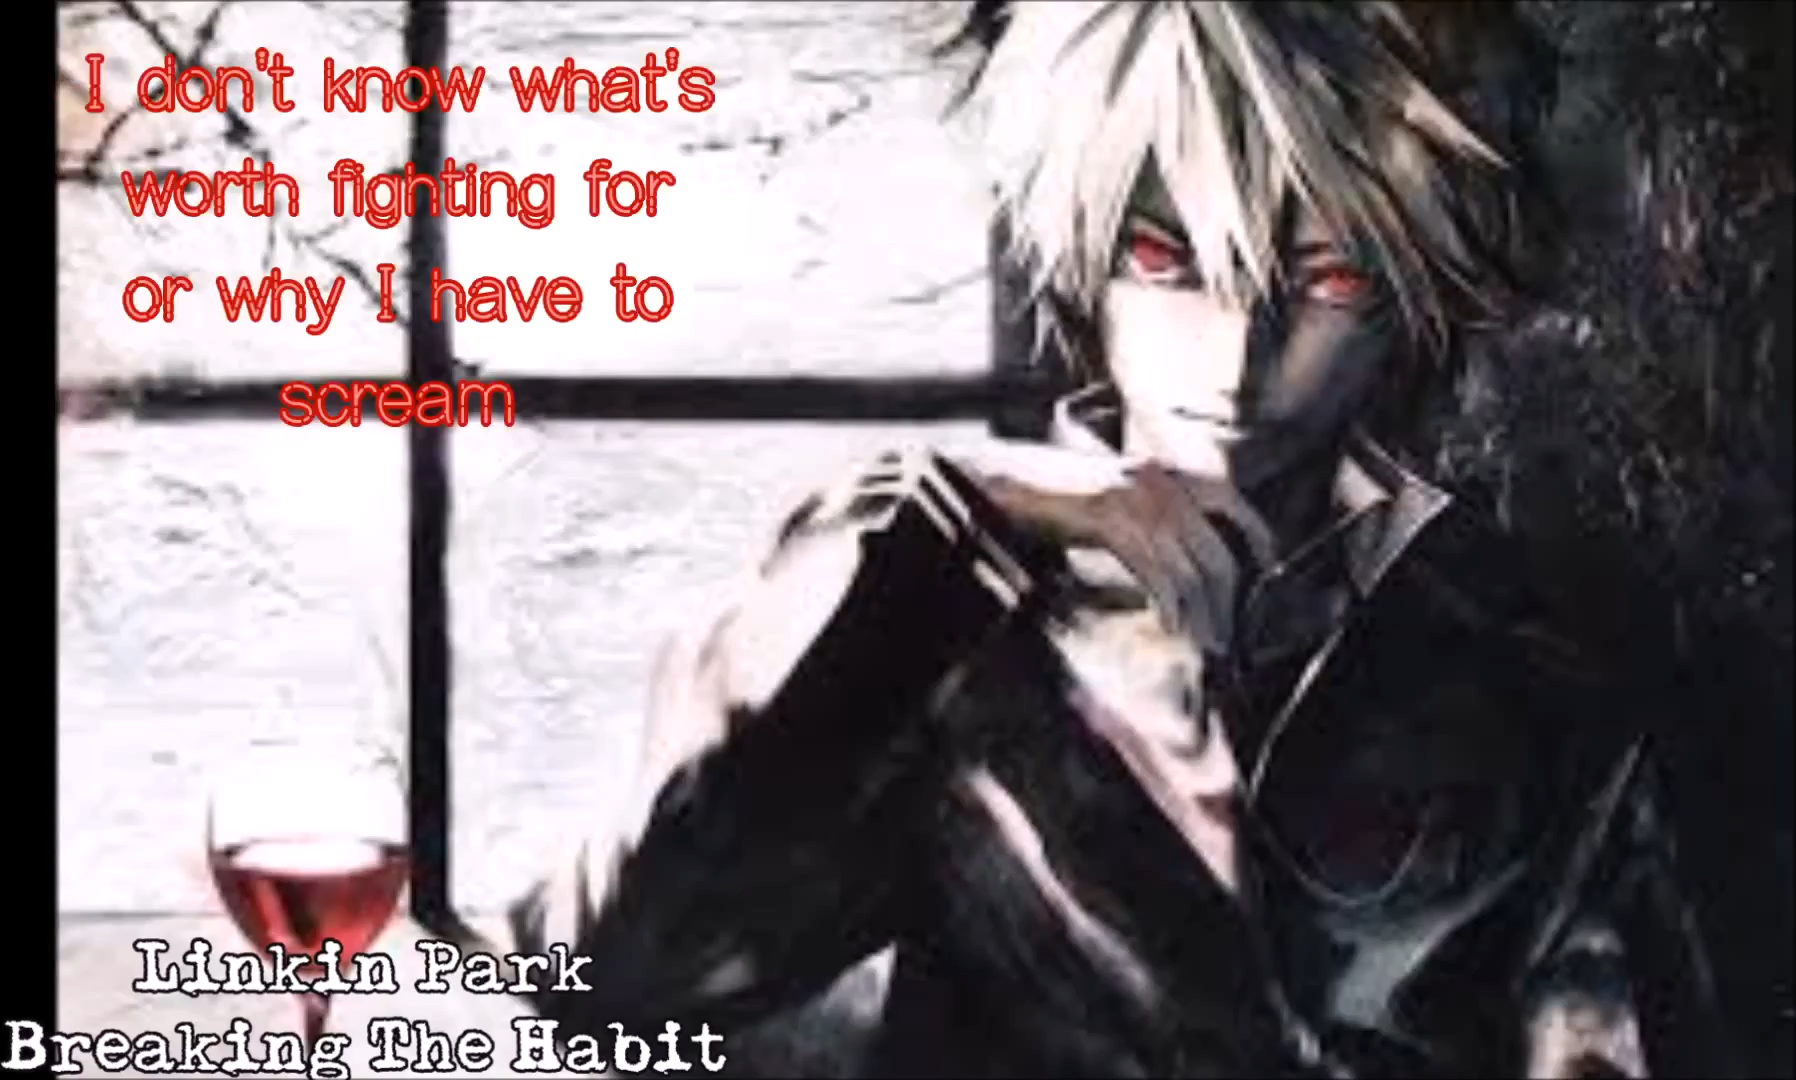 I don't know what's
worth fighting for
or why I have to
scream
Linkin Park
Breaking The Habit